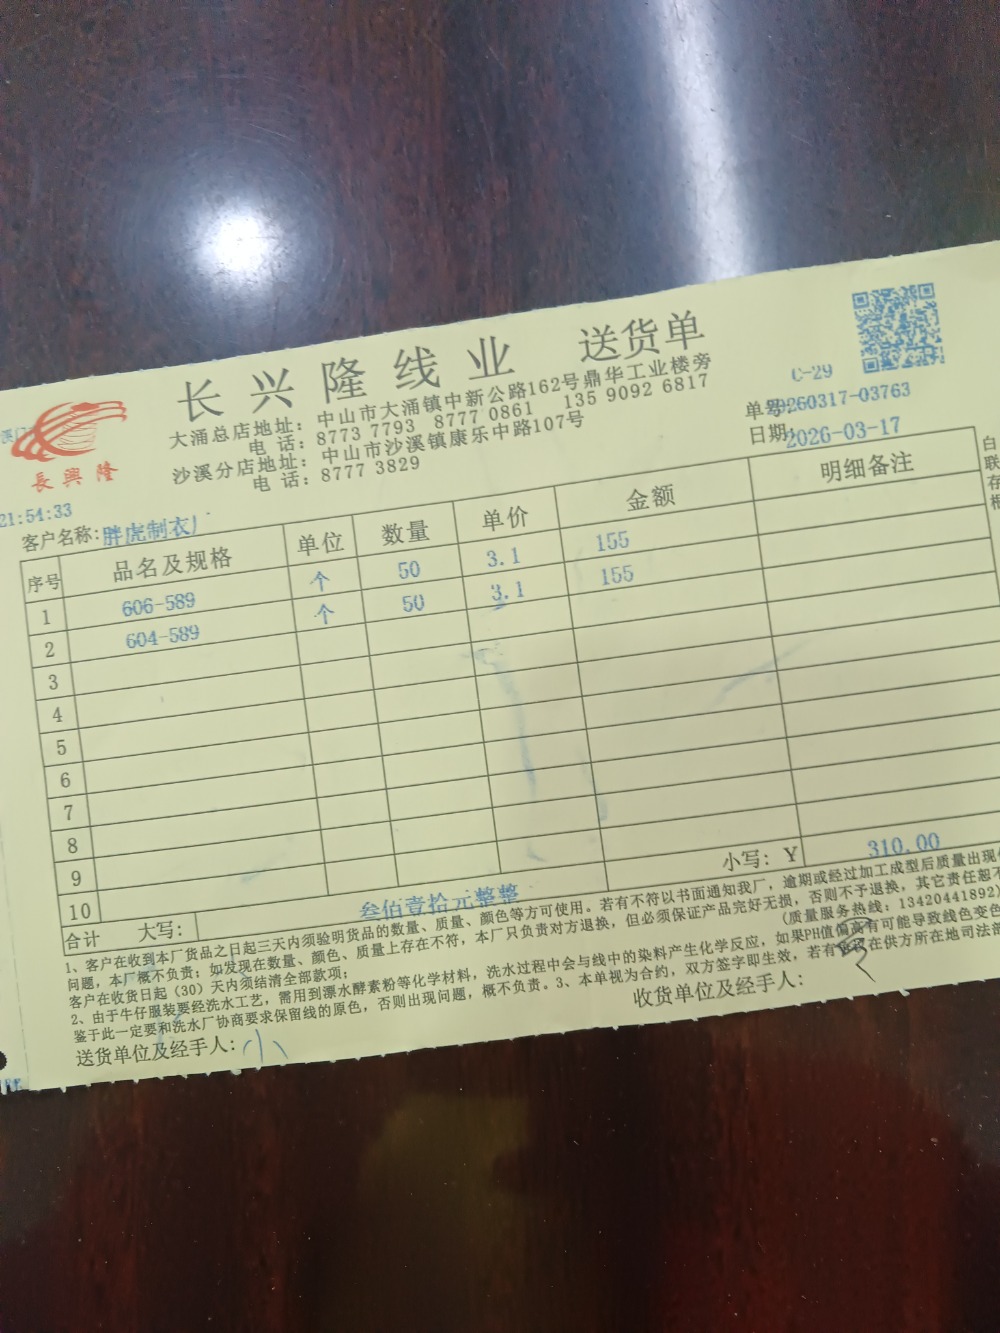 长兴隆线业 送货单
大涌总店地址：中山市大涌镇中新公路162号鼎华工业楼旁
电 话：8773 7793 8777 0861 135 9092 6817
沙溪分店地址：中山市沙溪镇康乐中路107号
电 话：8777 3829
長興隆
C-29
单号:
260317-03763
日期:2026-03-17
21:54:33
客户名称:胖虎制衣厂
序号 品名及规格 单位 数量 单价 金额 明细备注
1 606-589 个 50 3.1 155
2 604-589 个 50 3.1 155
3
4
5
6
7
8
9
10
小写：Y 310.00
合计 大写: 叁佰壹拾元整整
1、客户在收到本厂货品之日起三天内须验明货品的数量、质量、颜色等方可使用。若有不符以书面通知我厂，逾期或经过加工成型后质量出现
问题，本厂概不负责；如发现在数量、颜色、质量上存在不符，本厂只负责对方退换，但必须保证产品完好无损，否则不予退换，其它责任恕不
客户在收货日起（30）天内须结清全部款项；
(质量服务热线：13420441892)
2、由于牛仔服装要经洗水工艺，需用到漂水酵素粉等化学材料，洗水过程中会与线中的染料产生化学反应，如果PH值偏高有可能导致线色变色
鉴于此一定要和洗水厂协商要求保留线的原色，否则出现问题，概不负责。3、本单视为合约，双方签字即生效，若有争议在供方所在地司法部
送货单位及经手人: 小
收货单位及经手人:
白联存根